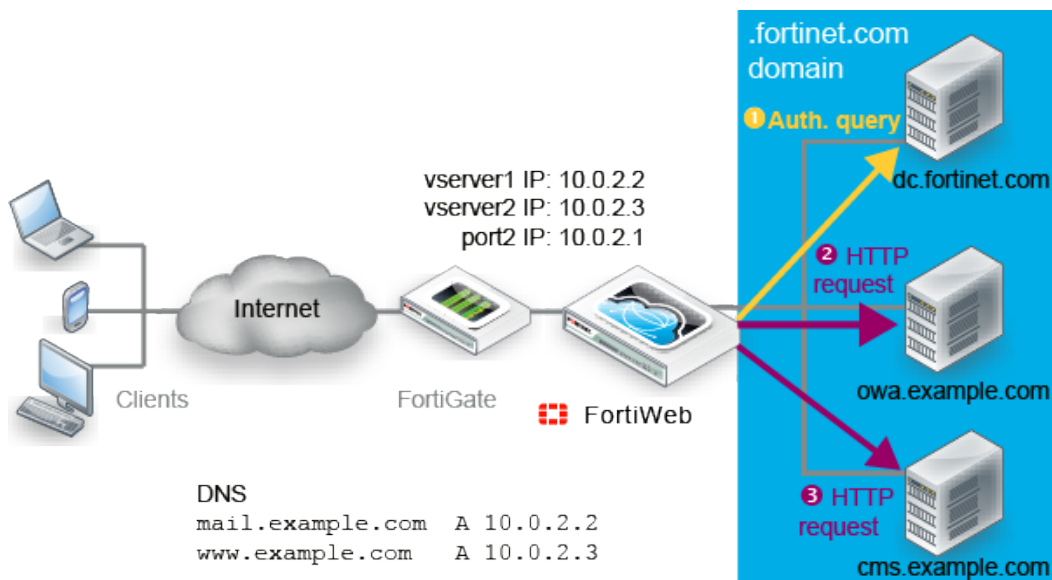 .fortinet.com
domain
1 Auth. query
dc.fortinet.com
vserver1 IP: 10.0.2.2
vserver2 IP: 10.0.2.3
port2 IP: 10.0.2.1
2 HTTP
request
Internet
Clients
FortiGate
FortiWeb
owa.example.com
DNS
mail.example.com A 10.0.2.2
www.example.com A 10.0.2.3
3 HTTP
request
cms.example.com